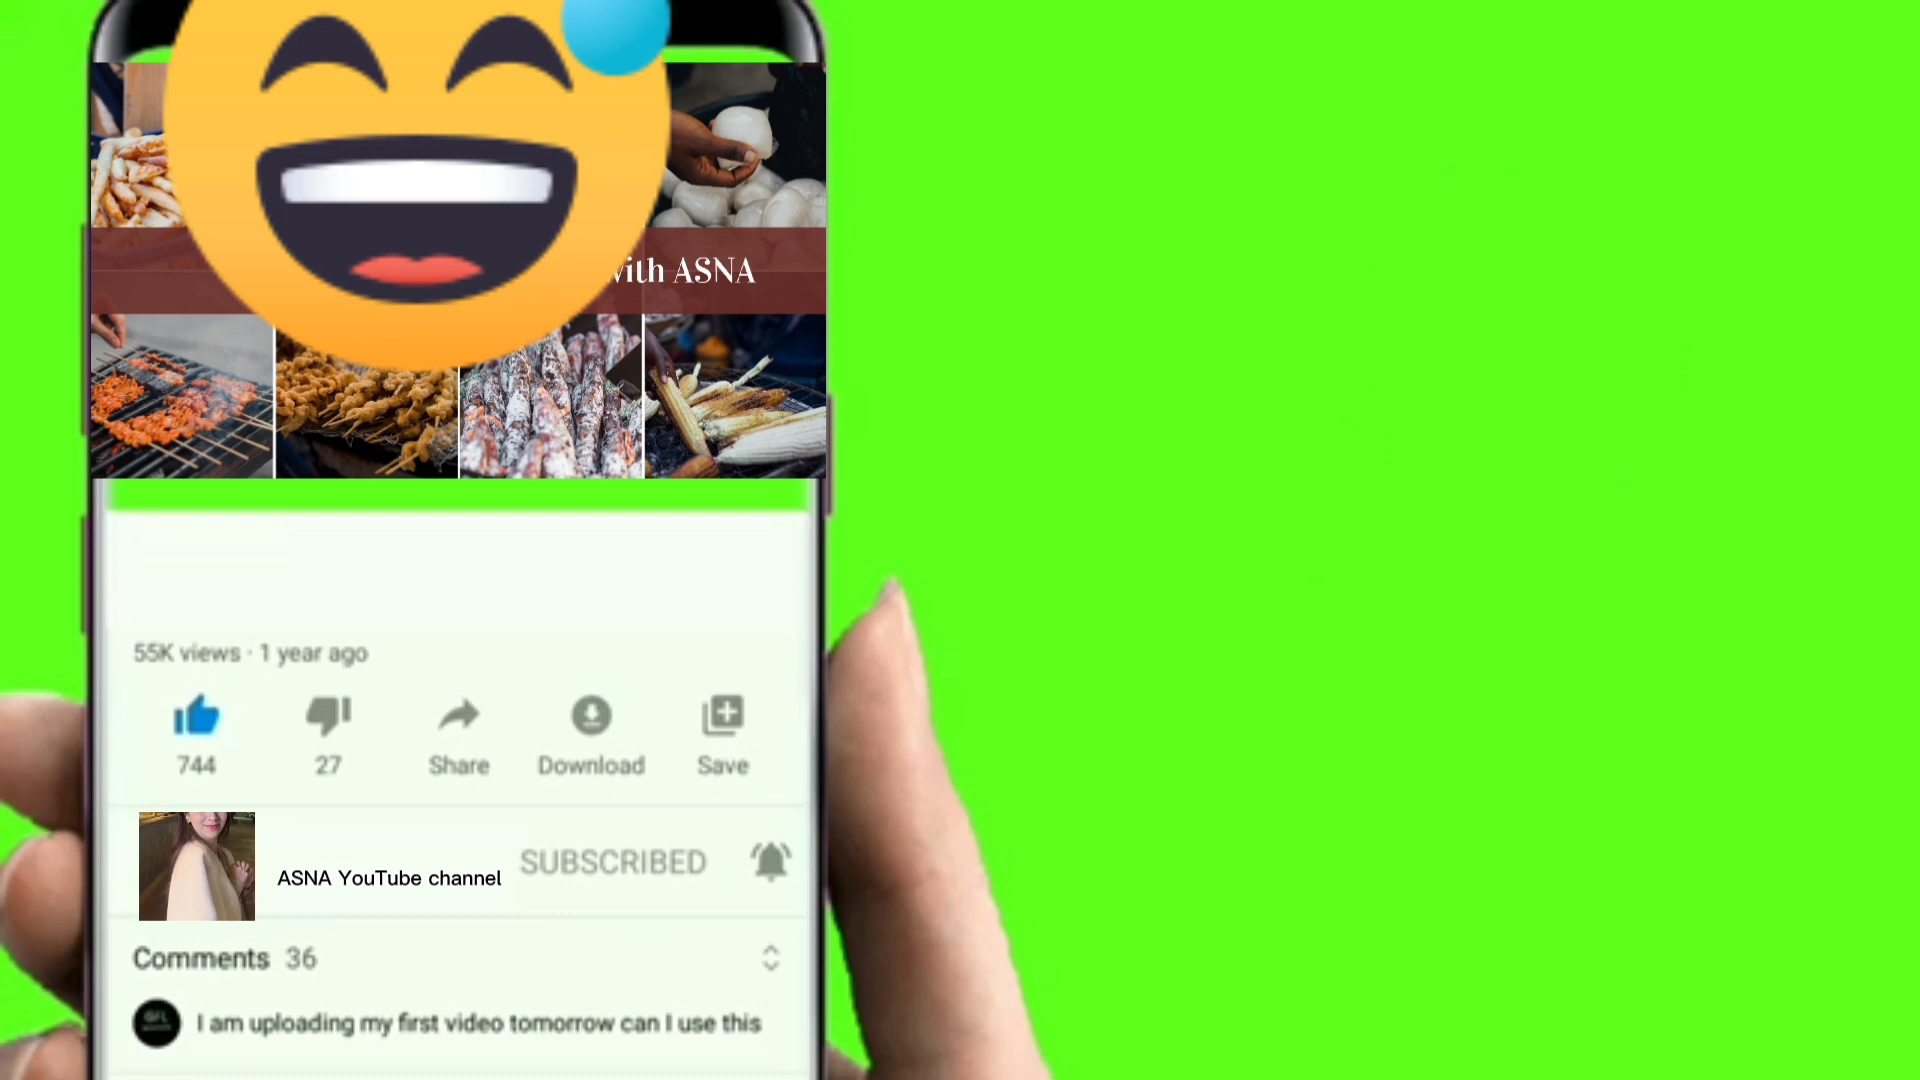 with ASNA
55K views · 1 year ago
744
27
Share
Download
Save
ASNA YouTube channel
SUBSCRIBED
Comments 36
I am uploading my first video tomorrow can I use this